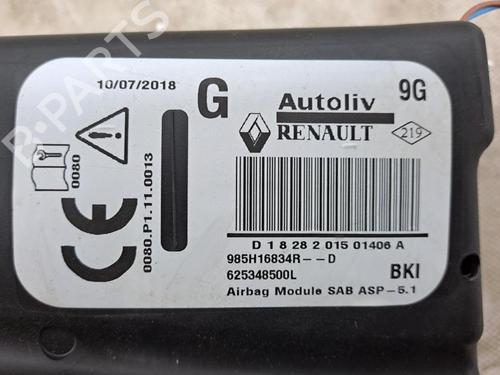 10/07/2018
G
Autoliv
9G
RENAULT
219
0080
0080.P1.11.0013
CE
D 1 8 28 2 015 01406 A
985H16834R--D
625348500L
BKI
Airbag Module SAB ASP-5.1
B-PARTS